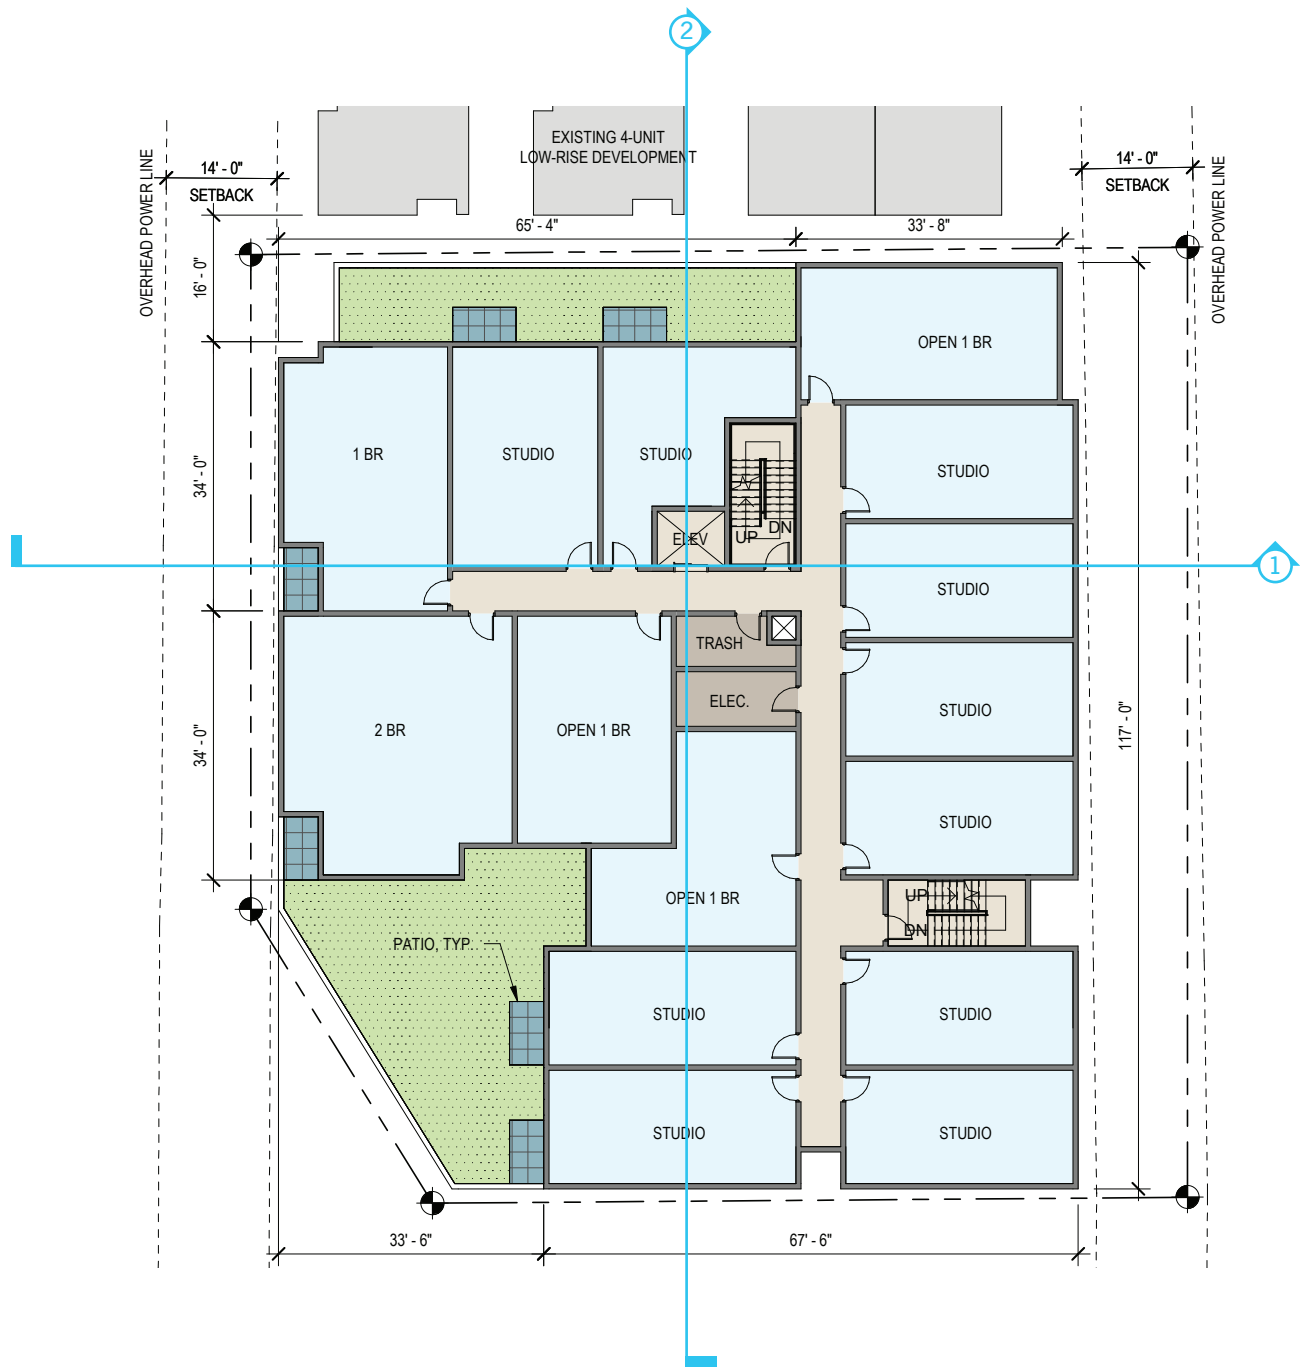 2
EXISTING 4-UNIT
LOW-RISE DEVELOPMENT
OVERHEAD POWER LINE
14' - 0"
SETBACK
14' - 0"
SETBACK
OVERHEAD POWER LINE
65' - 4"
33' - 8"
16' - 0"
OPEN 1 BR
34' - 0"
1 BR
STUDIO
STUDIO
STUDIO
ELEV
UP
DN
1
STUDIO
TRASH
ELEC.
34' - 0"
2 BR
OPEN 1 BR
STUDIO
117' - 0"
STUDIO
OPEN 1 BR
UP
DN
PATIO, TYP.
STUDIO
STUDIO
STUDIO
STUDIO
33' - 6"
67' - 6"